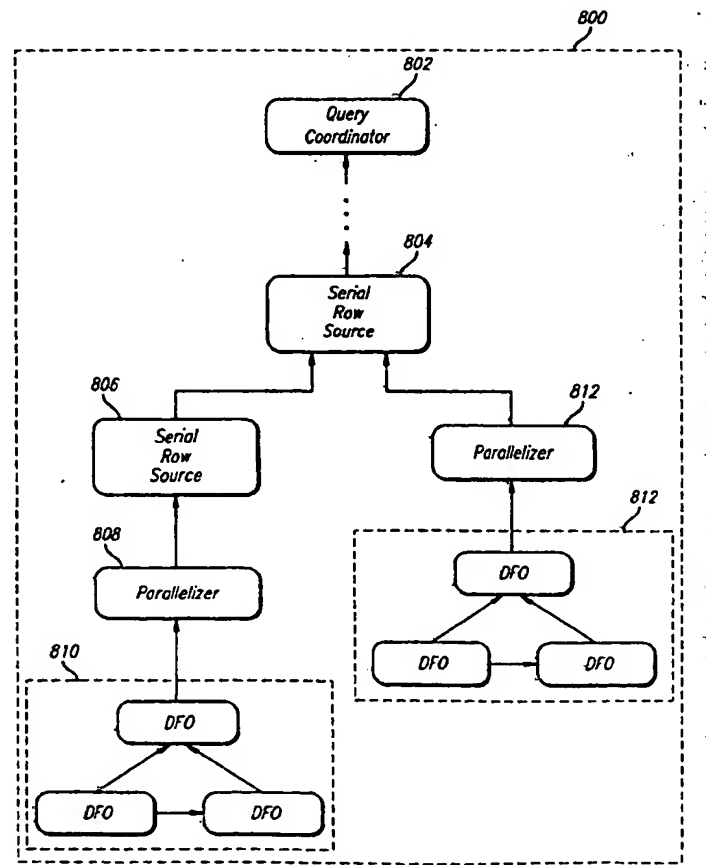 800
802
Query
Coordinator
804
Serial
Row
Source
806
Serial
Row
Source
812
Parallelizer
808
Parallelizer
812
DFO
DFO
DFO
810
DFO
DFO
DFO